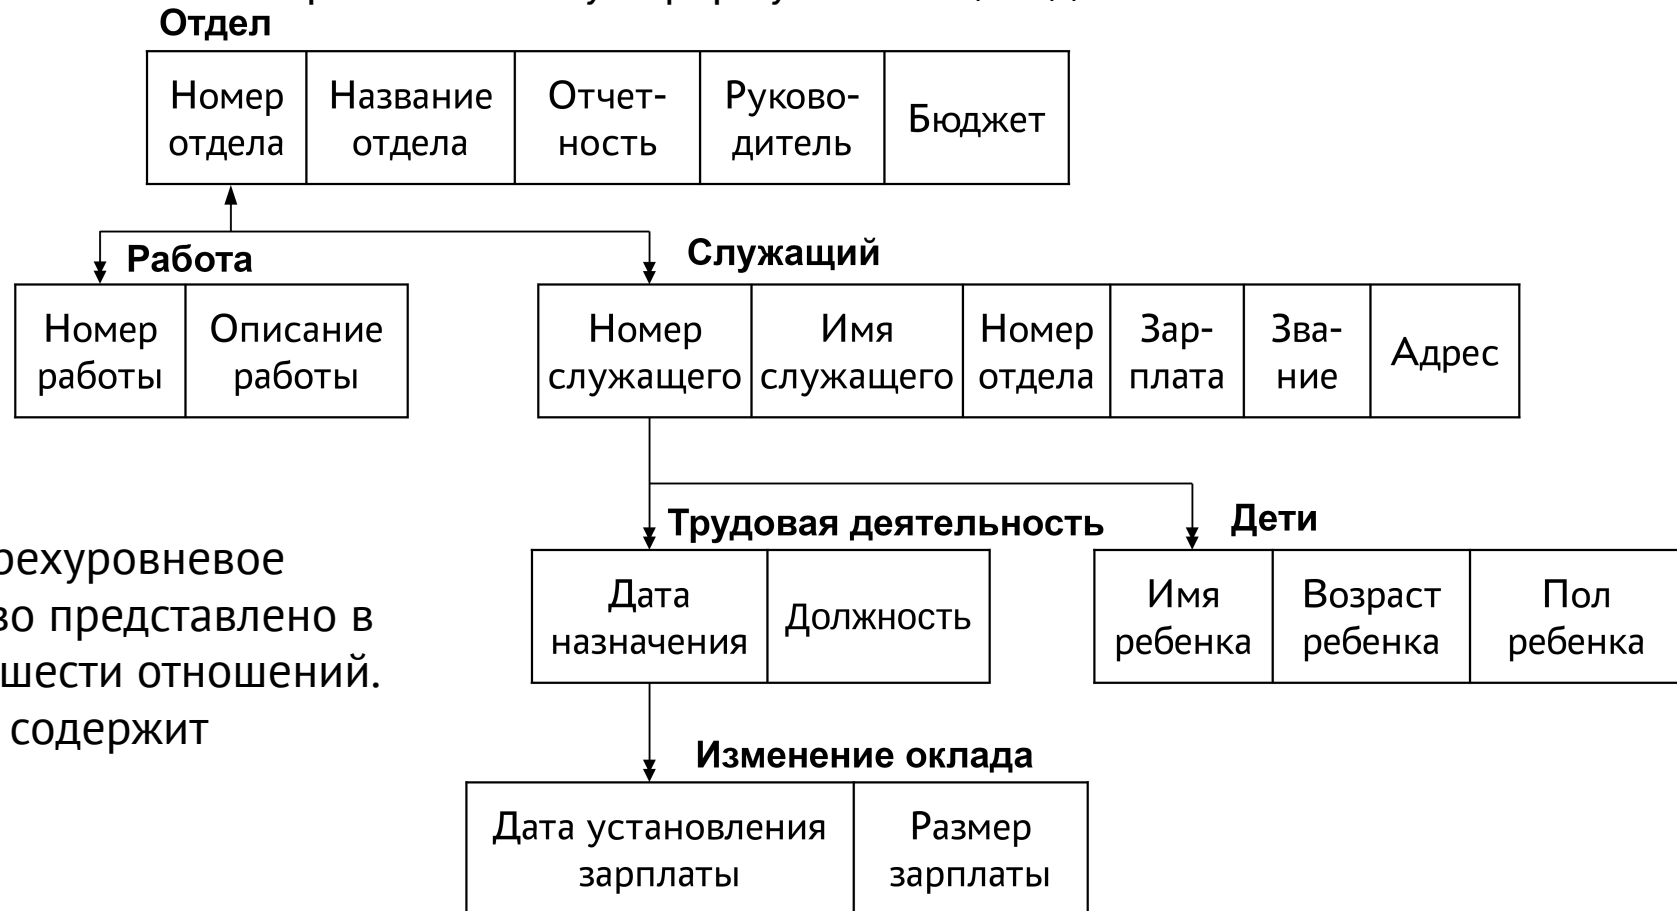 Отдел
Номер
отдела
Название
отдела
Отчет-
ность
Руково-
дитель
Бюджет
Работа
Номер
работы
Описание
работы
Служащий
Номер
служащего
Имя
служащего
Номер
отдела
Зар-
плата
Зва-
ние
Адрес
рехуровневое
во представлено в
шести отношений.
содержит
Трудовая деятельность
Дата
назначения
Должность
Дети
Имя
ребенка
Возраст
ребенка
Пол
ребенка
Изменение оклада
Дата установления
зарплаты
Размер
зарплаты